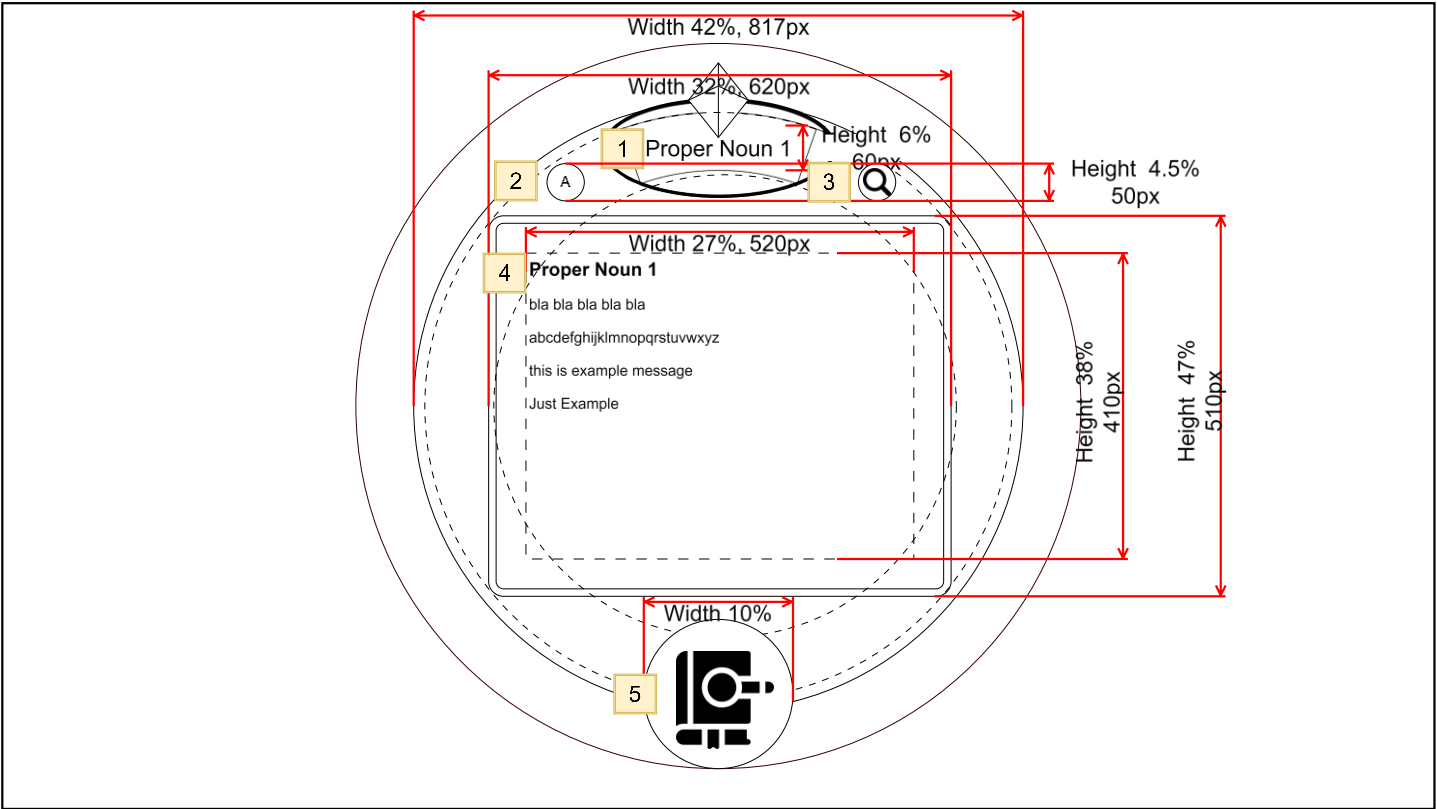 Width 42%, 817px
Width 32%, 620px
1
Proper Noun 1
Height 6%
60px
2
A
3
Height 4.5%
50px
Width 27%, 520px
4
Proper Noun 1
bla bla bla bla bla
abcdefghijklmnopqrstuvwxyz
this is example message
Just Example
Height 38%
410px
Height 47%
510px
Width 10%
5